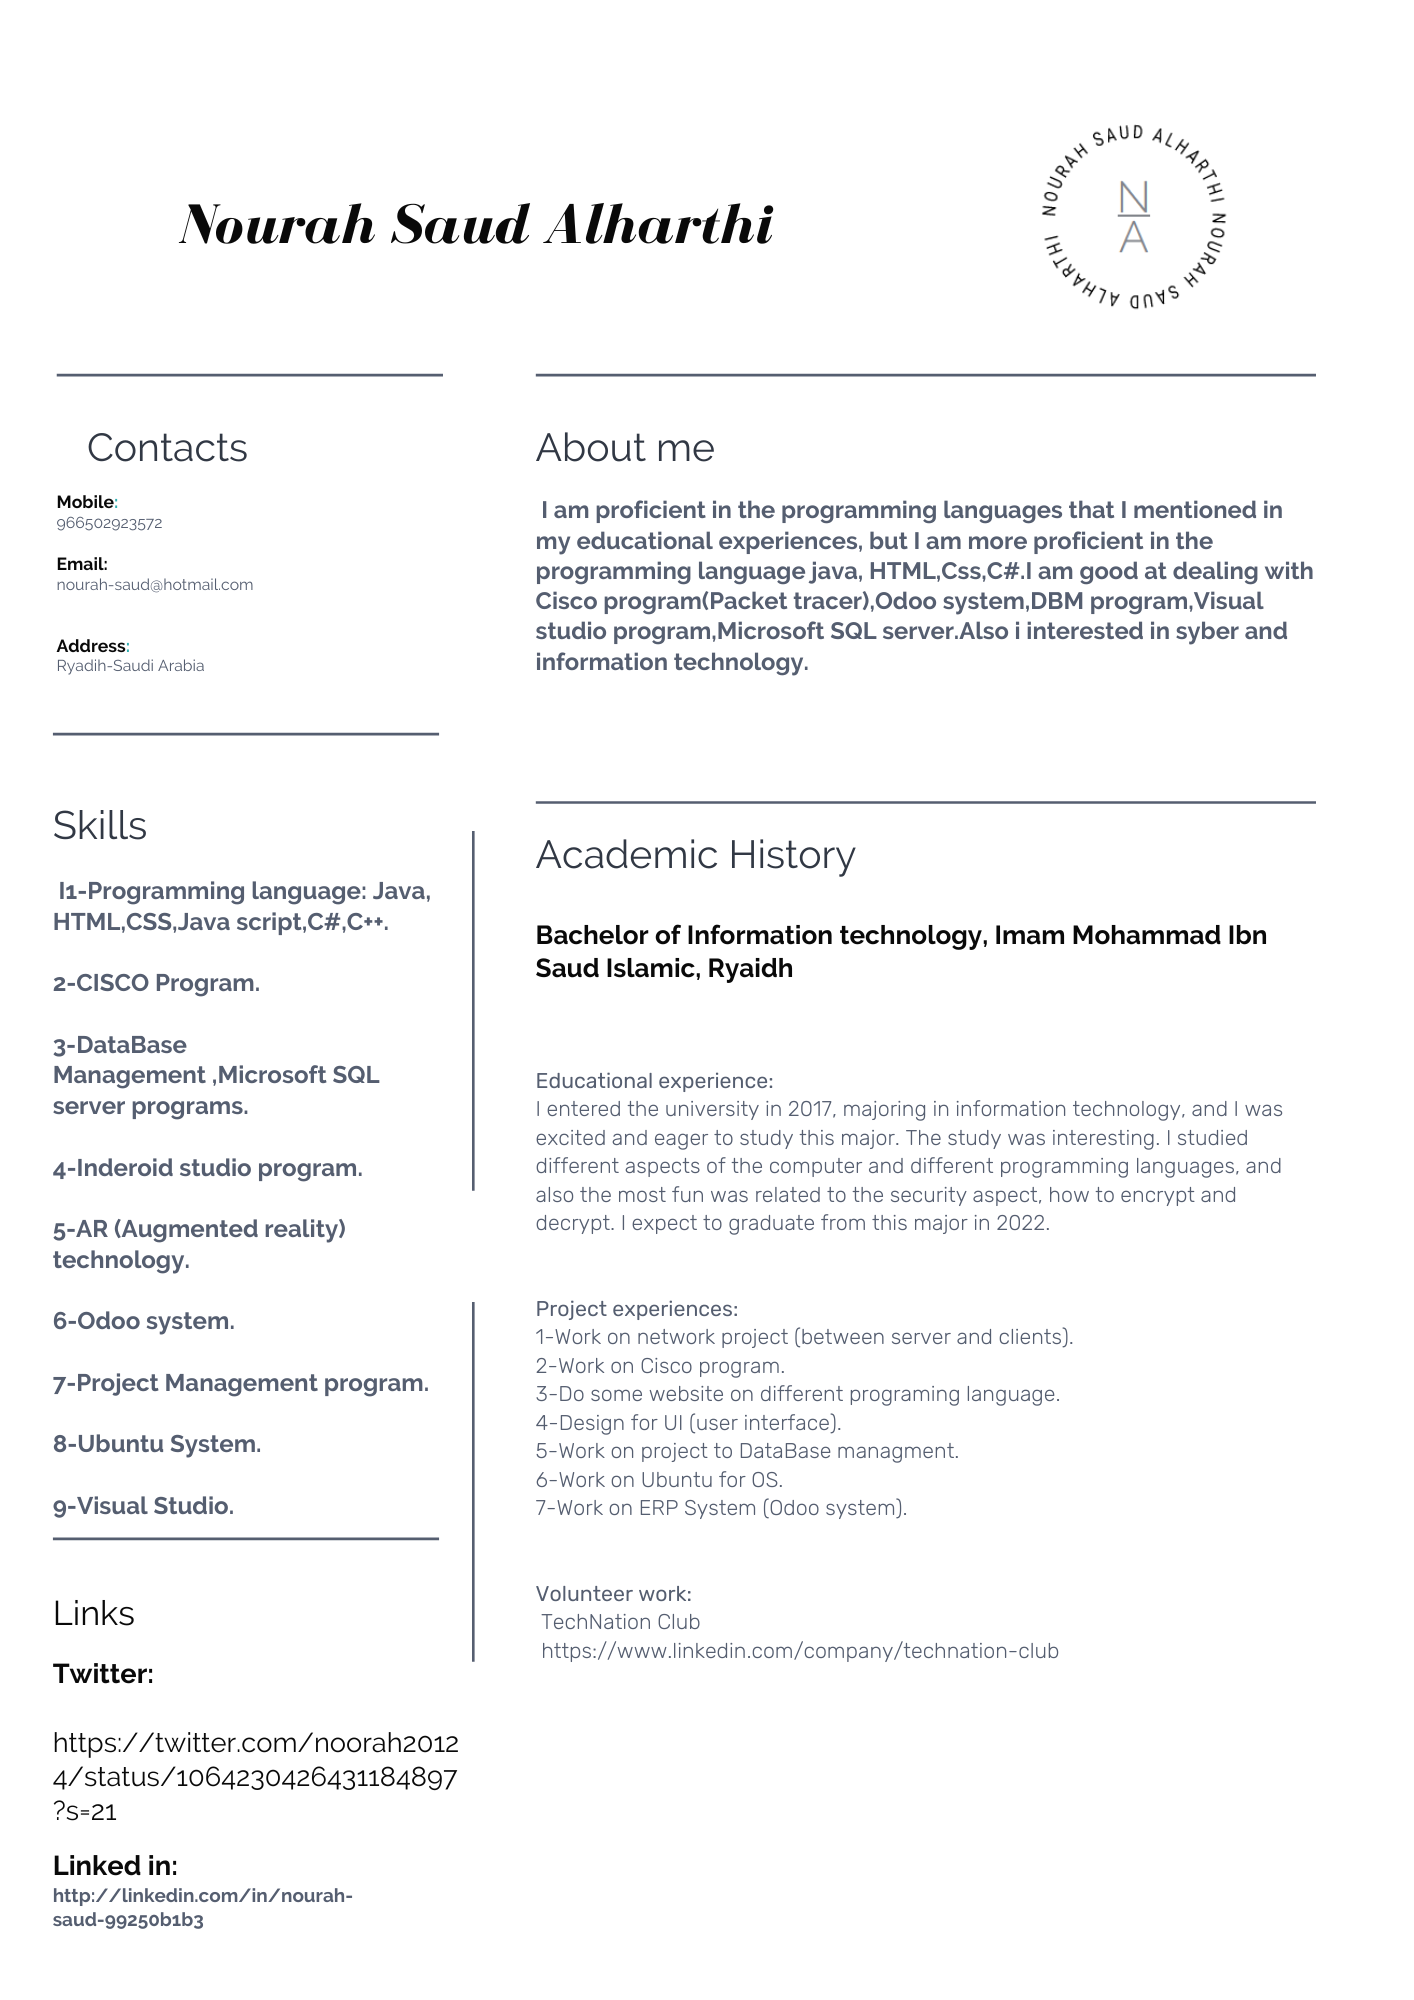 Nourah Saud Alharthi
NOURAH SAUD ALHARTHI NOURAH SAUD ALHARTHI
N
A
Contacts
Mobile:
966502923572
Email:
nourah-saud@hotmail.com
Address:
Ryadih-Saudi Arabia
Skills
I1-Programming language: Java,
HTML,CSS,Java script,C#,C++.
2-CISCO Program.
3-DataBase
Management ,Microsoft SQL
server programs.
4-Inderoid studio program.
5-AR (Augmented reality)
technology.
6-Odoo system.
7-Project Management program.
8-Ubuntu System.
9-Visual Studio.
Links
Twitter:
https://twitter.com/noorah2012
4/status/1064230426431184897
?s=21
Linked in:
http://linkedin.com/in/nourah-
saud-99250b1b3
About me
I am proficient in the programming languages that I mentioned in
my educational experiences, but I am more proficient in the
programming language java, HTML,Css,C#.I am good at dealing with
Cisco program(Packet tracer),Odoo system,DBM program,Visual
studio program,Microsoft SQL server.Also i interested in syber and
information technology.
Academic History
Bachelor of Information technology, Imam Mohammad Ibn
Saud Islamic, Ryaidh
Educational experience:
I entered the university in 2017, majoring in information technology, and I was
excited and eager to study this major. The study was interesting. I studied
different aspects of the computer and different programming languages, and
also the most fun was related to the security aspect, how to encrypt and
decrypt. I expect to graduate from this major in 2022.
Project experiences:
1-Work on network project (between server and clients).
2-Work on Cisco program.
3-Do some website on different programing language.
4-Design for UI (user interface).
5-Work on project to DataBase managment.
6-Work on Ubuntu for OS.
7-Work on ERP System (Odoo system).
Volunteer work:
TechNation Club
https://www.linkedin.com/company/technation-club